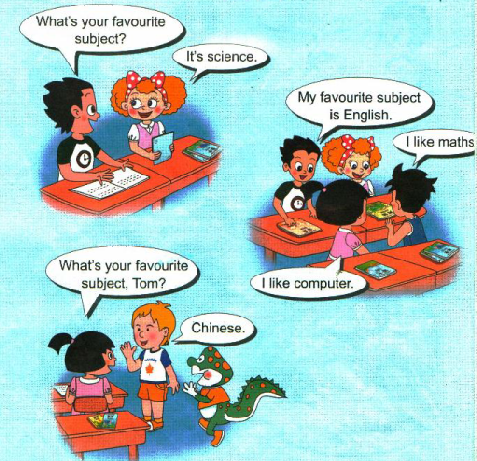 What's your favourite
subject?
It's science.
My favourite subject
is English.
I like maths
I like computer.
What's your favourite
subject, Tom?
Chinese.